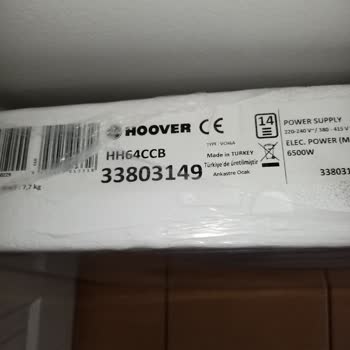 HOOVER CE
TYPE : VCI46A
14
POWER SUPPLY
220-240 V~/ 380 - 415 V
HH64CCB
Made in TURKEY
ELEC. POWER (M
33803149
Türkiye'de üretilmiştir
6500W
7,7 kg
Ankastre Ocak
338031